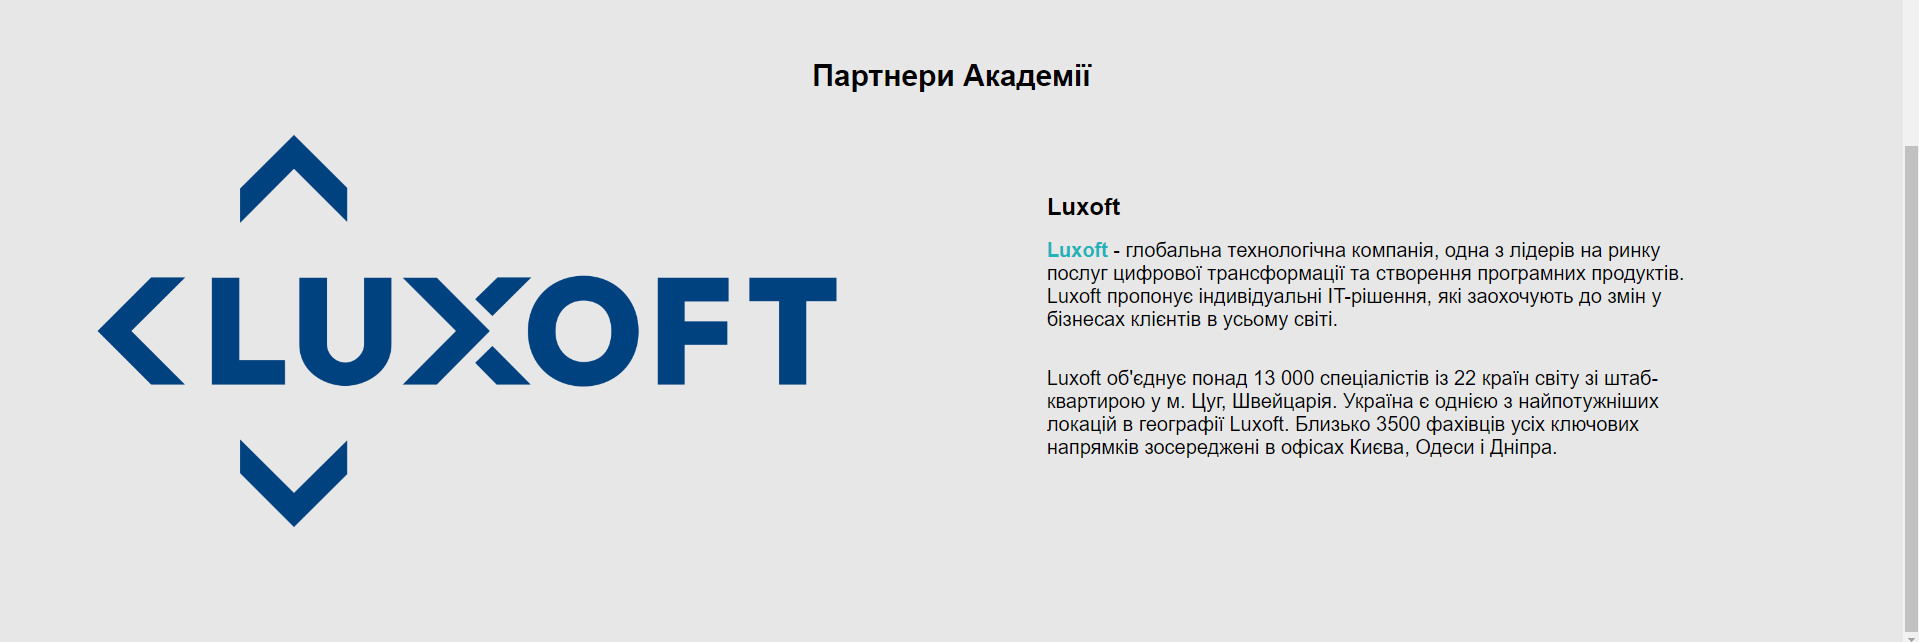 Партнери Академії
LUXOFT
Luxoft
Luxoft - глобальна технологічна компанія, одна з лідерів на ринку
послуг цифрової трансформації та створення програмних продуктів.
Luxoft пропонує індивідуальні ІТ-рішення, які заохочують до змін у
бізнесах клієнтів в усьому світі.
Luxoft об'єднує понад 13 000 спеціалістів із 22 країн світу зі штаб-
квартирою у м. Цуг, Швейцарія. Україна є однією з найпотужніших
локацій в географії Luxoft. Близько 3500 фахівців усіх ключових
напрямків зосереджені в офісах Києва, Одеси і Дніпра.